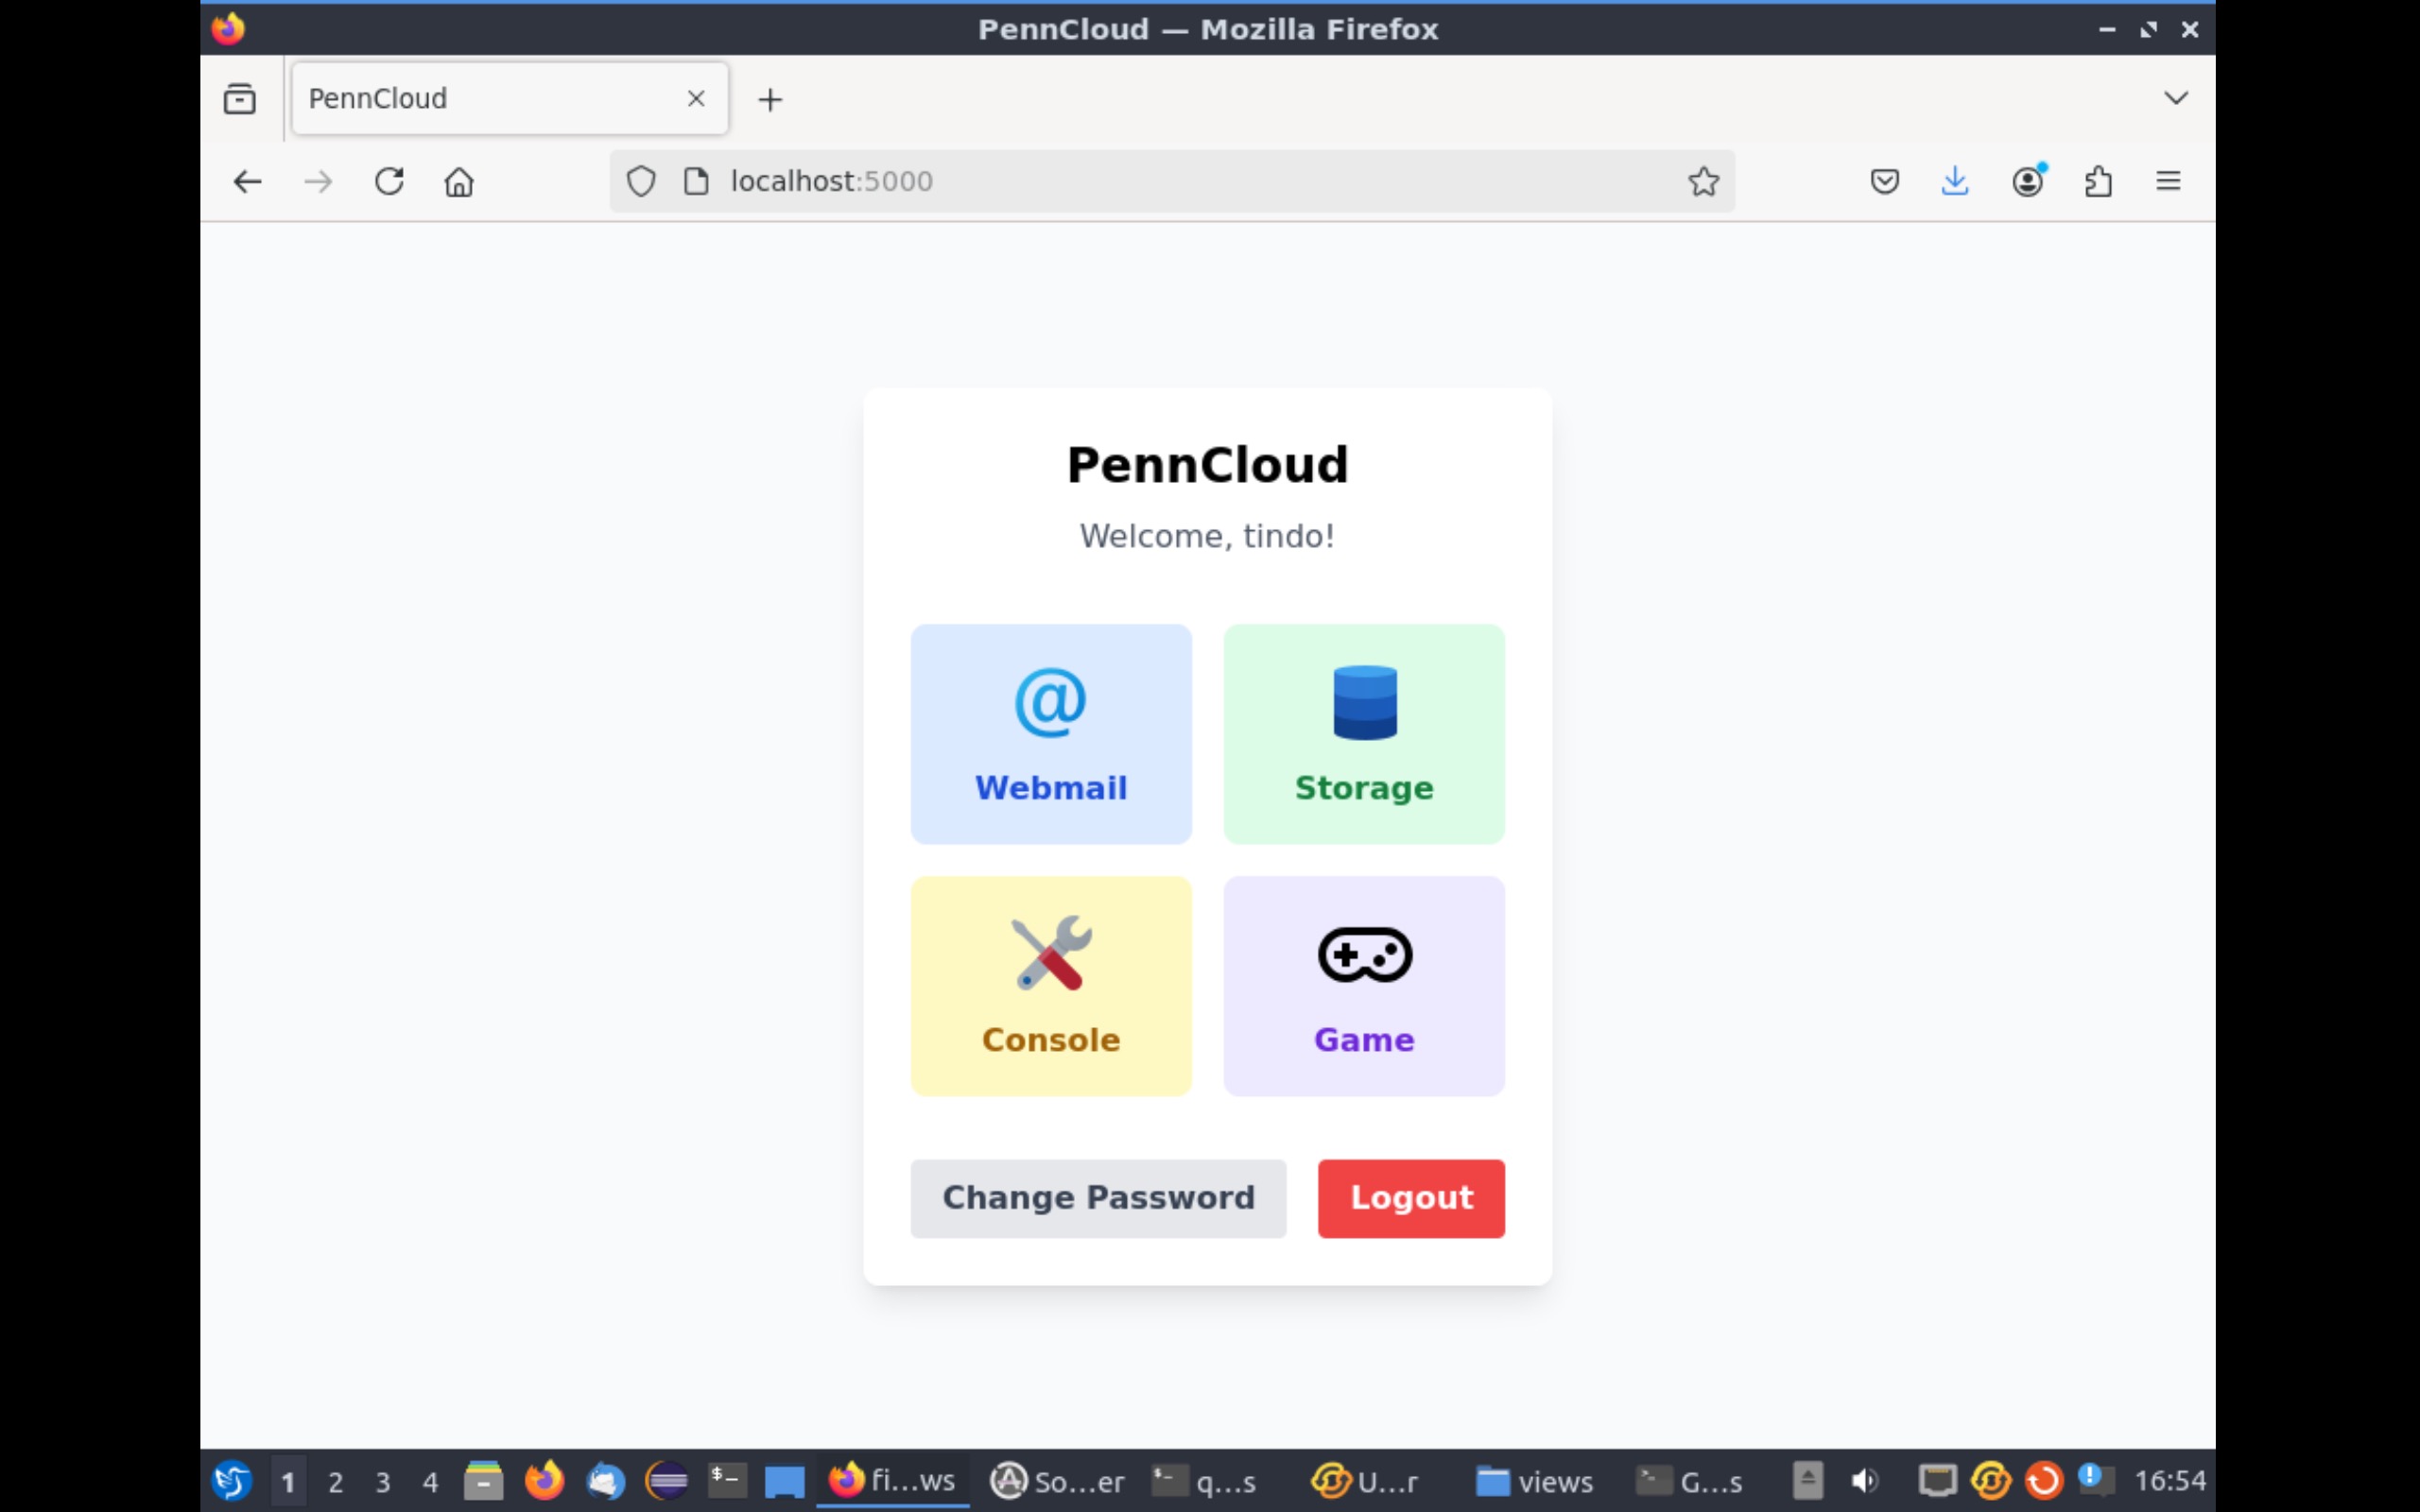 PennCloud — Mozilla Firefox
PennCloud
localhost:5000
PennCloud
Welcome, tindo!
@
Webmail
Storage
Console
Game
Change Password
Logout
1 2 3 4 $_ fi...ws So...er q...s U...r views G...s 16:54